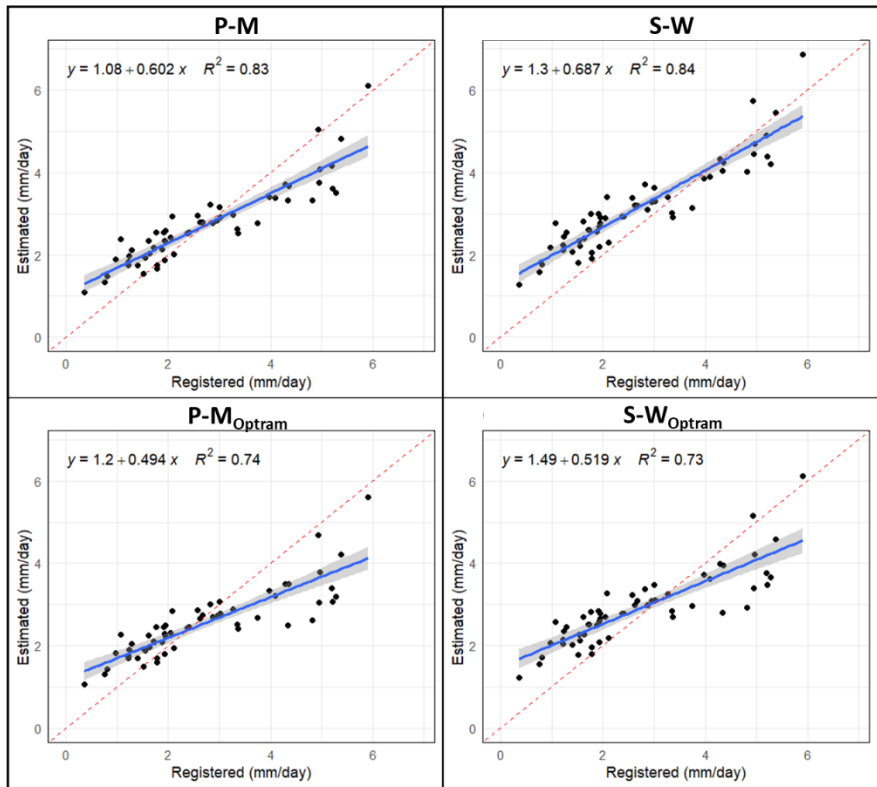 P-M
y = 1.08 + 0.602 x R² = 0.83
6
4
2
0
Estimated (mm/day)
0 2 4 6
Registered (mm/day)
S-W
y = 1.3 + 0.687 x R² = 0.84
6
4
2
0
Estimated (mm/day)
0 2 4 6
Registered (mm/day)
P-M Optram
y = 1.2 + 0.494 x R² = 0.74
6
4
2
0
Estimated (mm/day)
0 2 4 6
Registered (mm/day)
S-W Optram
y = 1.49 + 0.519 x R² = 0.73
6
4
2
0
Estimated (mm/day)
0 2 4 6
Registered (mm/day)